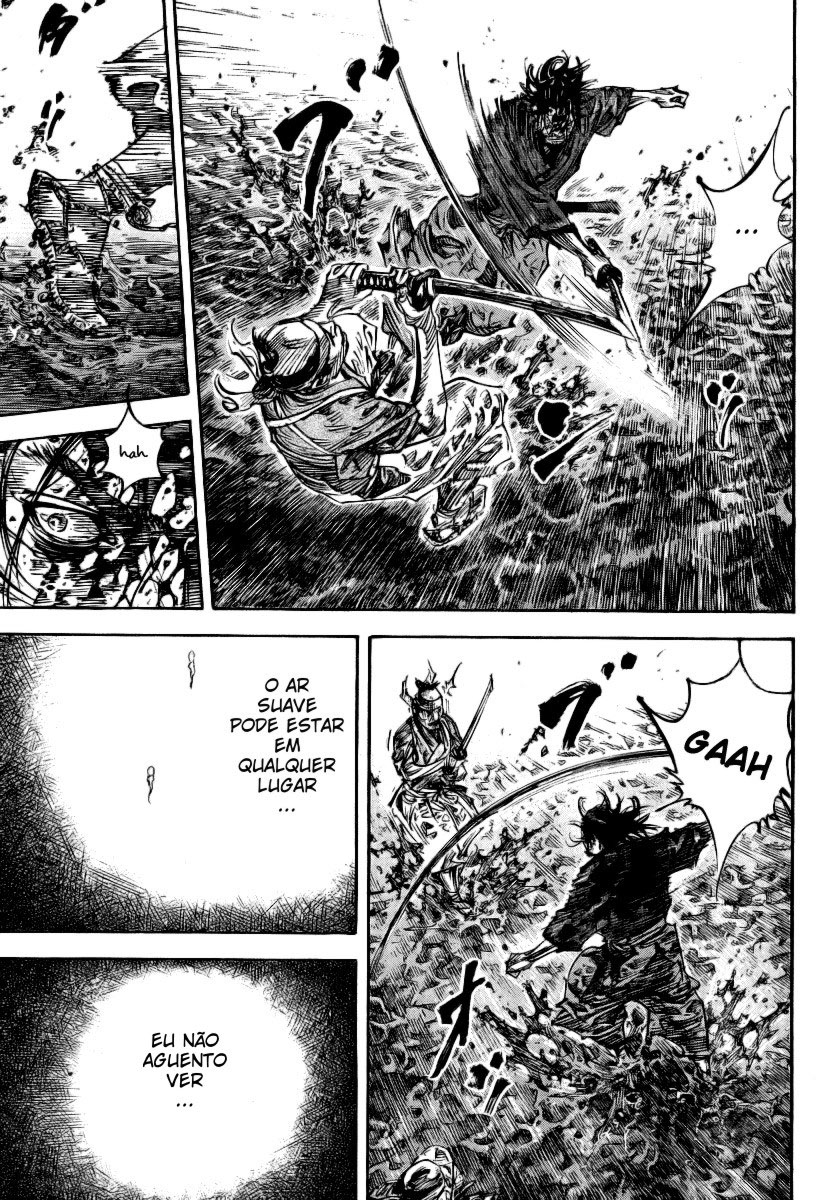 ...
hah
GAAH
O AR
SUAVE
PODE ESTAR
EM
QUALQUER
LUGAR
...
EU NÃO
AGUENTO
VER
...